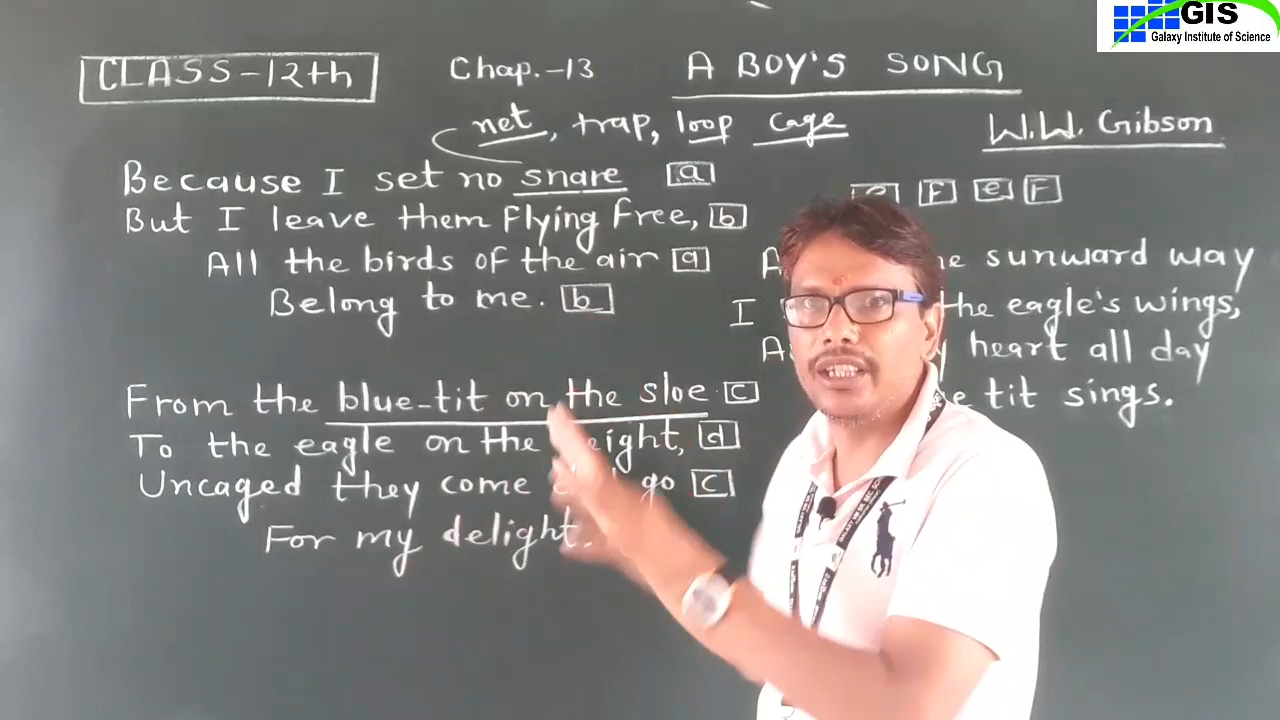 GIS
Galaxy Institute of Science
CLASS-12th Chap.-13 A BOY'S SONG
net, trap, loop cage
W.W. Gibson
Because I set no snare a
But I leave them Flying Free, b
All the birds of the air a
Belong to me. b
From the blue-tit on the sloe c
To the eagle on the height, d
Uncaged they come go c
For my delight.
e F e F
sunward way
I the eagle's wings,
heart all day
tit sings.